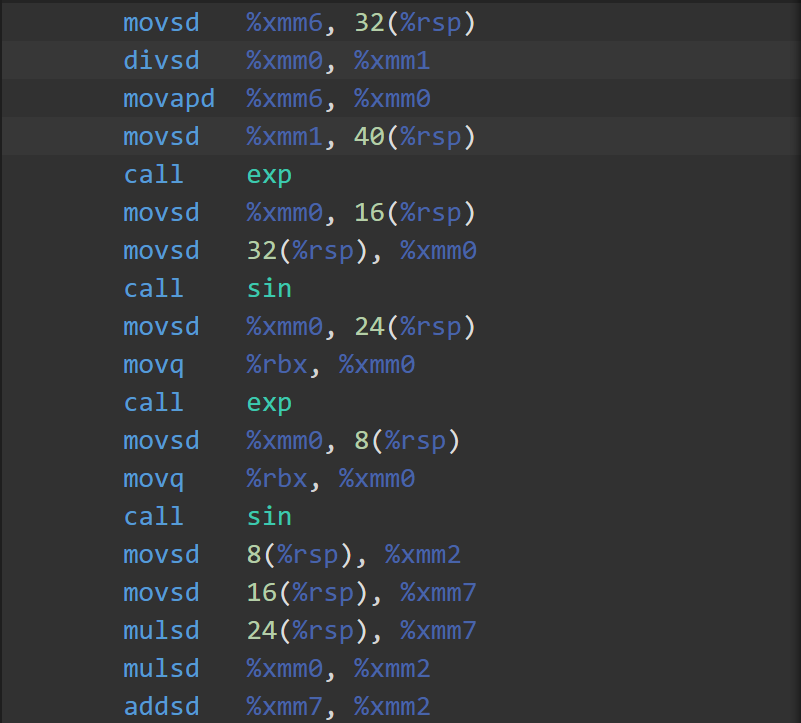 movsd %xmm6, 32(%rsp)
divsd %xmm0, %xmm1
movapd %xmm6, %xmm0
movsd %xmm1, 40(%rsp)
call exp
movsd %xmm0, 16(%rsp)
movsd 32(%rsp), %xmm0
call sin
movsd %xmm0, 24(%rsp)
movq %rbx, %xmm0
call exp
movsd %xmm0, 8(%rsp)
movq %rbx, %xmm0
call sin
movsd 8(%rsp), %xmm2
movsd 16(%rsp), %xmm7
mulsd 24(%rsp), %xmm7
mulsd %xmm0, %xmm2
addsd %xmm7, %xmm2